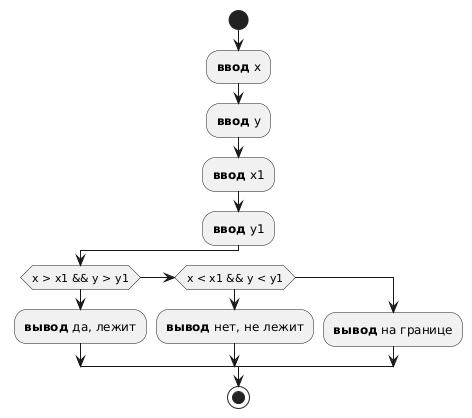 ввод x
ввод y
ввод x1
ввод y1
x > x1 && y > y1
x < x1 && y < y1
вывод да, лежит
вывод нет, не лежит
вывод на границе